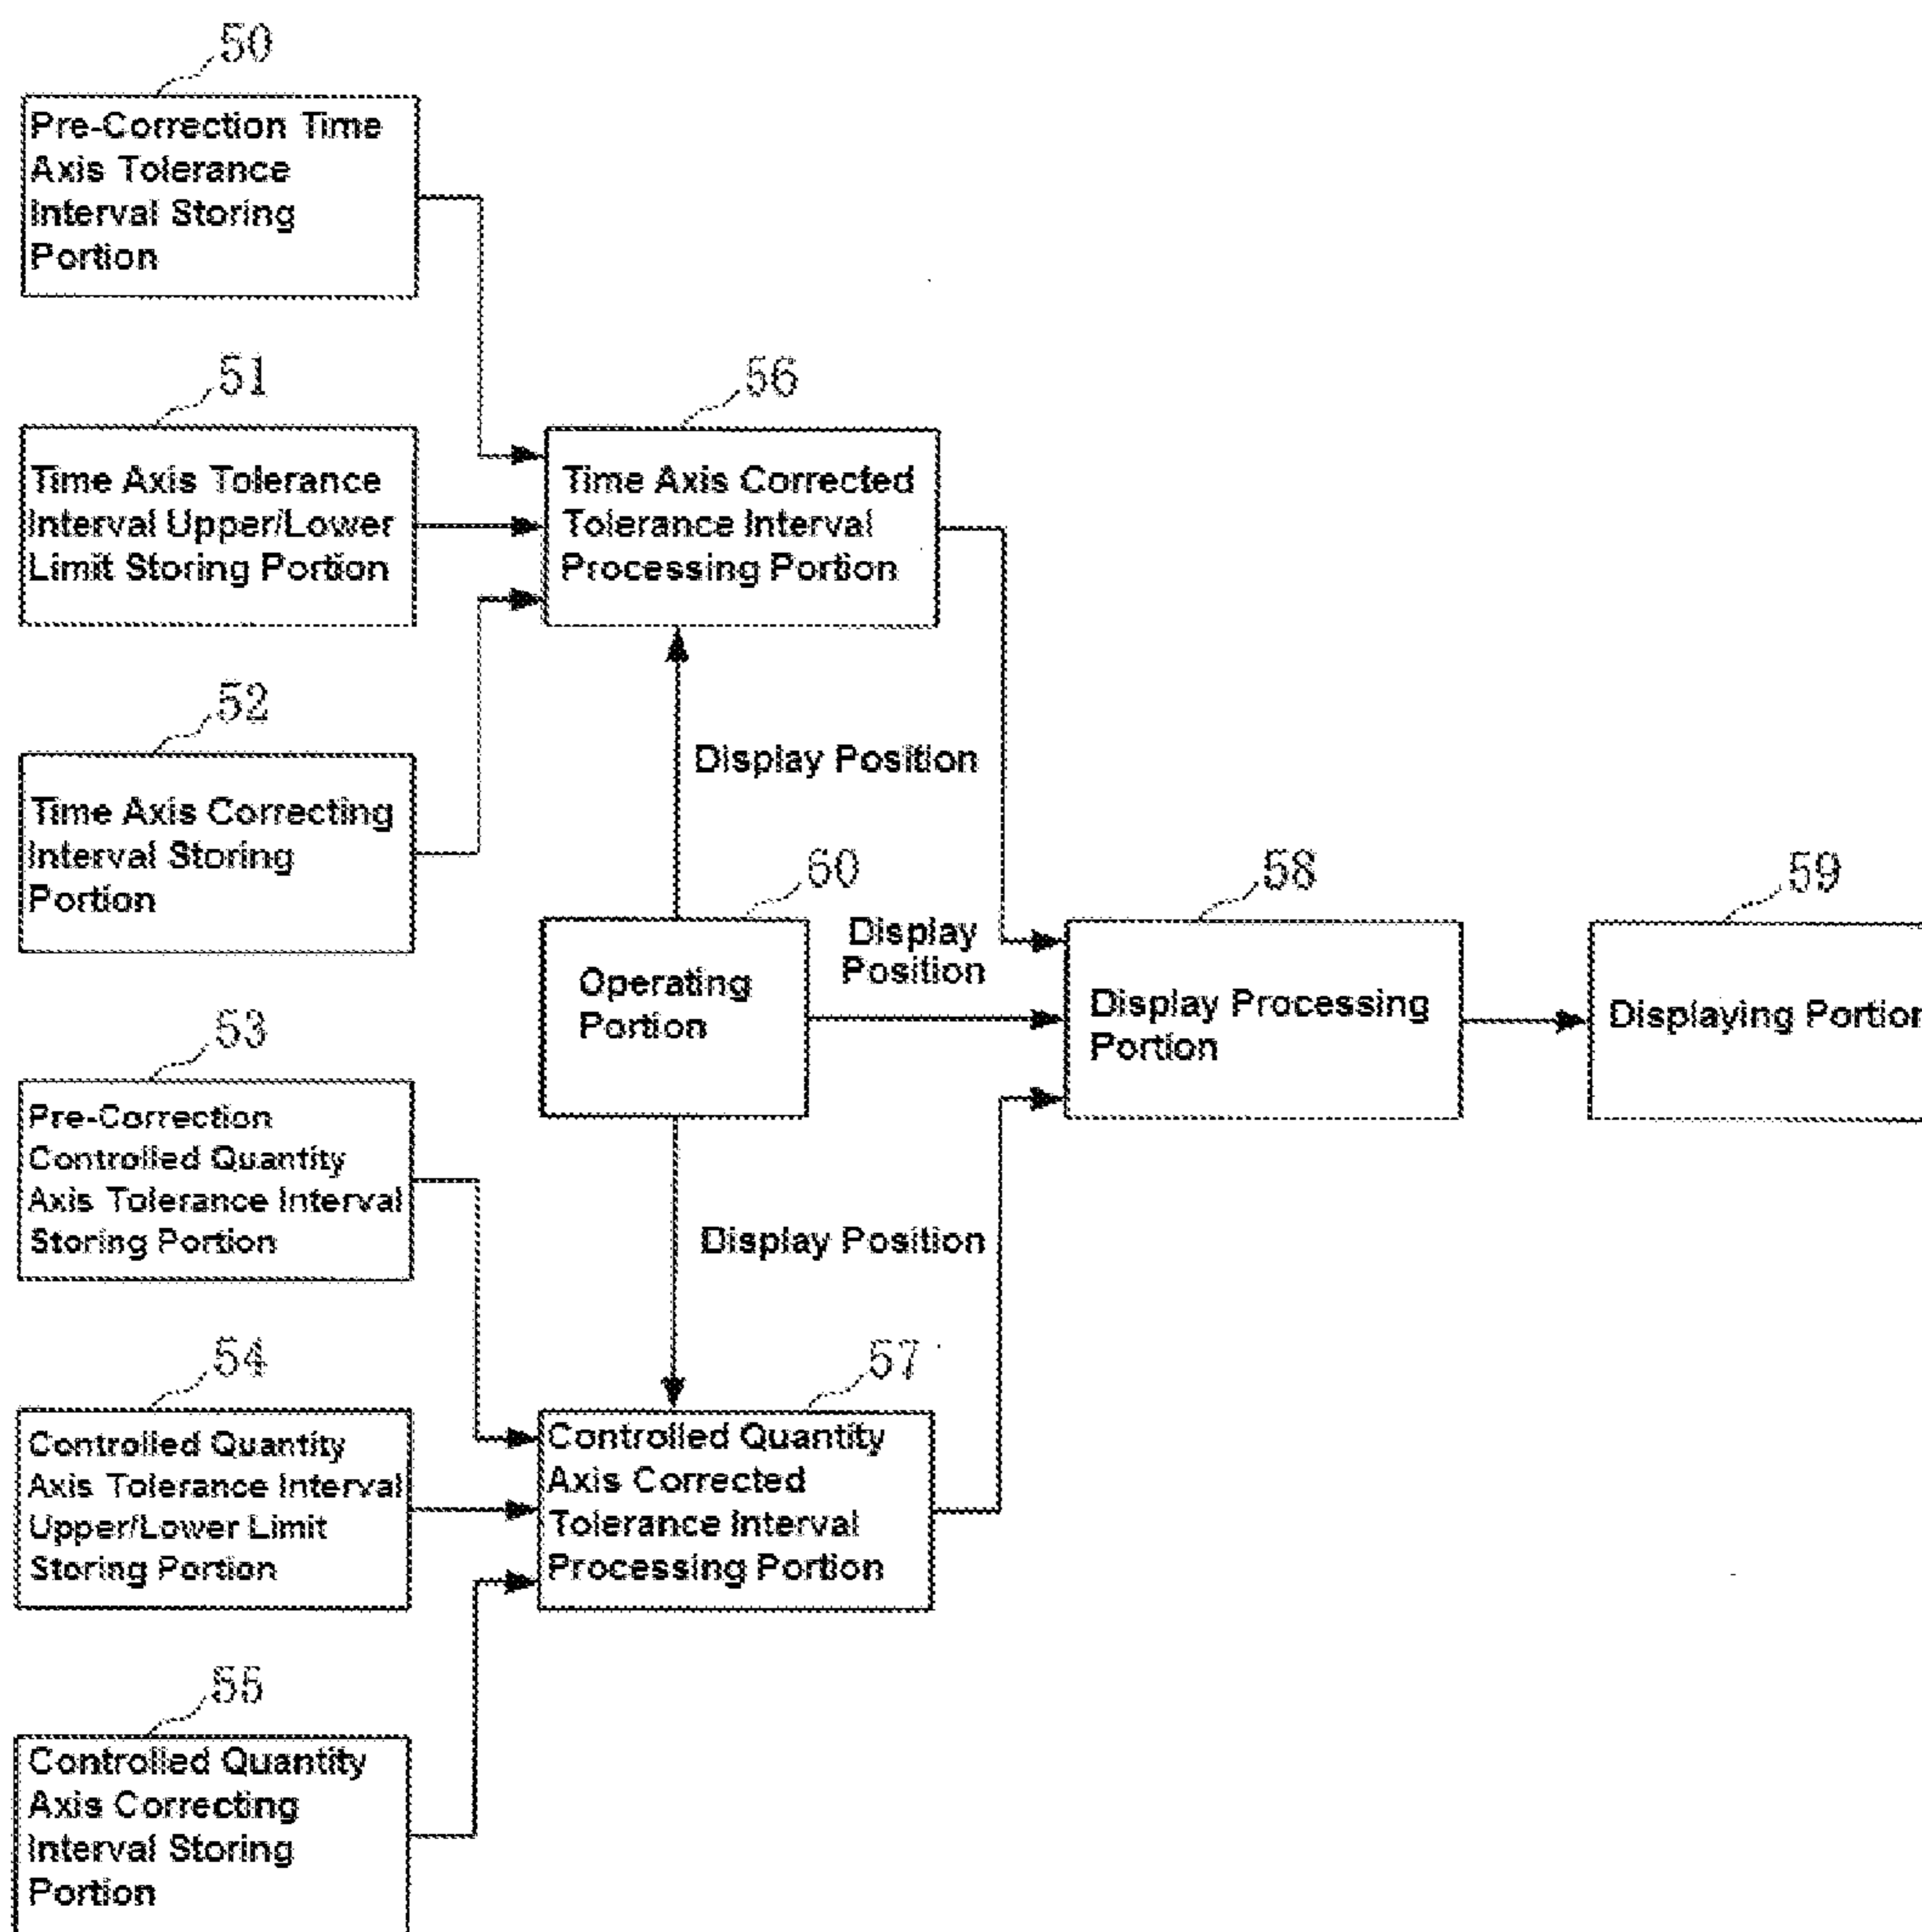 50
Pre-Correction Time
Axis Tolerance
Interval Storing
Portion
51
Time Axis Tolerance
Interval Upper/Lower
Limit Storing Portion
56
Time Axis Corrected
Tolerance Interval
Processing Portion
52
Time Axis Correcting
Interval Storing
Portion
Display Position
60
Operating
Portion
Display
Position
58
Display Processing
Portion
59
Displaying Portion
53
Pre-Correction
Controlled Quantity
Axis Tolerance Interval
Storing Portion
Display Position
54
Controlled Quantity
Axis Tolerance Interval
Upper/Lower Limit
Storing Portion
57
Controlled Quantity
Axis Corrected
Tolerance Interval
Processing Portion
55
Controlled Quantity
Axis Correcting
Interval Storing
Portion